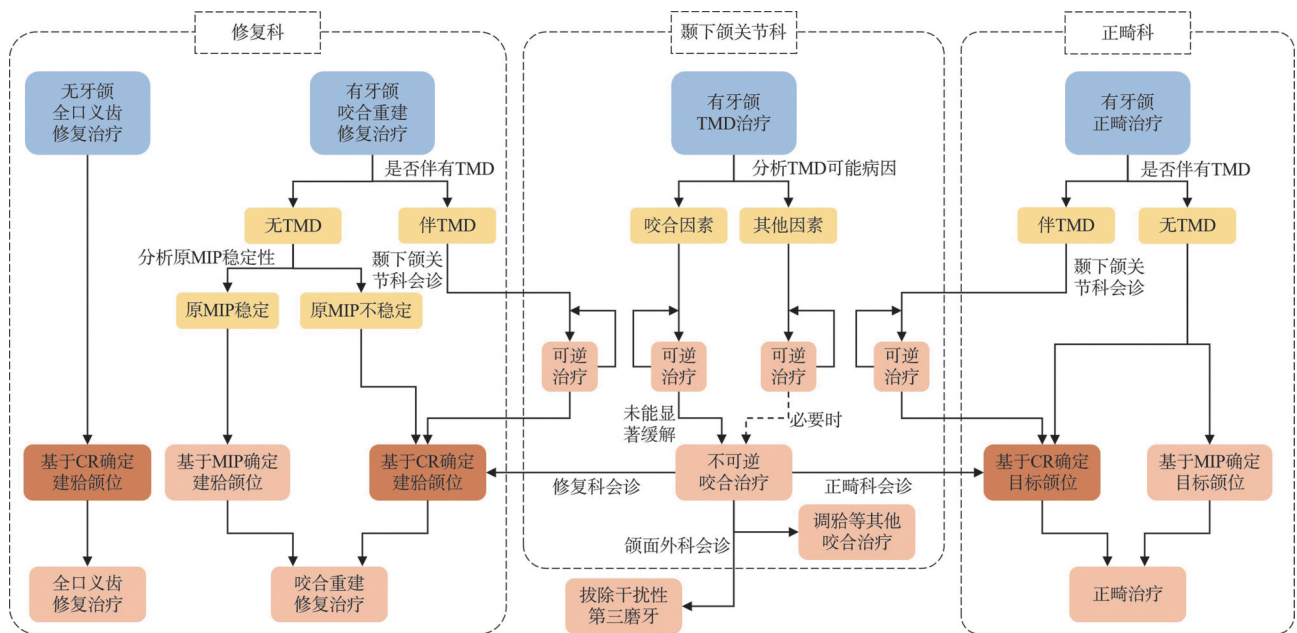 修复科
颞下颌关节科
正畸科
无牙颌
全口义齿
修复治疗
有牙颌
咬合重建
修复治疗
有牙颌
TMD治疗
有牙颌
正畸治疗
是否伴有TMD
分析TMD可能病因
是否伴有TMD
无TMD
伴TMD
咬合因素
其他因素
伴TMD
无TMD
分析原MIP稳定性
颞下颌关
节科会诊
颞下颌关
节科会诊
原MIP稳定
原MIP不稳定
可逆
治疗
可逆
治疗
可逆
治疗
可逆
治疗
未能显
著缓解
必要时
基于CR确定
建𬌗颌位
基于MIP确定
建𬌗颌位
基于CR确定
建𬌗颌位
修复科会诊
不可逆
咬合治疗
正畸科会诊
基于CR确定
目标颌位
基于MIP确定
目标颌位
颌面外科会诊
调𬌗等其他
咬合治疗
全口义齿
修复治疗
咬合重建
修复治疗
拔除干扰性
第三磨牙
正畸治疗